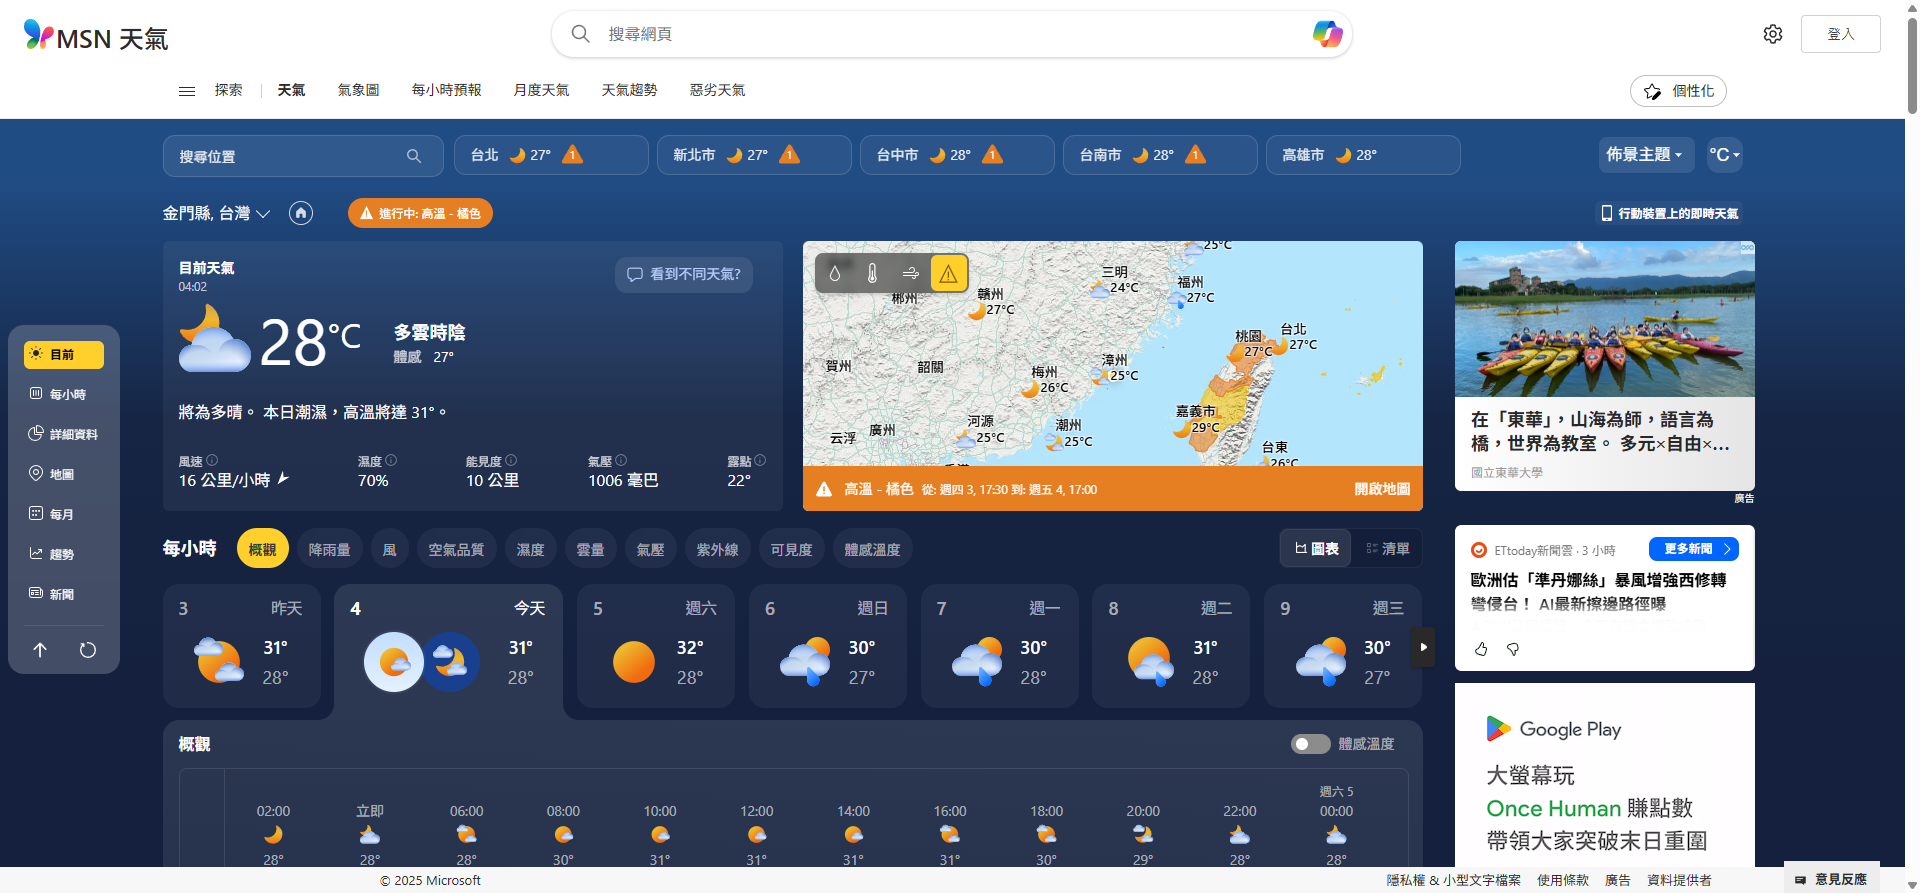 MSN 天氣
搜尋網頁
登入
探索
天氣
氣象圖
每小時預報
月度天氣
天氣趨勢
惡劣天氣
個性化
搜尋位置
台北 27° 1
新北市 27° 1
台中市 28° 1
台南市 28° 1
高雄市 28°
佈景主題
°C
金門縣, 台灣
進行中: 高溫 - 橘色
行動裝置上的即時天氣
目前天氣
04:02
看到不同天氣?
28°C
多雲時陰
體感 27°
將為多晴。 本日潮濕，高溫將達 31°。
風速
16 公里/小時
濕度
70%
能見度
10 公里
氣壓
1006 毫巴
露點
22°
25°C
三明
24°C
福州
27°C
郴州
贛州
27°C
桃園
27°C
台北
27°C
賀州
韶關
梅州
26°C
漳州
25°C
嘉義市
29°C
云浮
廣州
河源
25°C
潮州
25°C
台東
26°C
高溫 - 橘色 從: 週四 3, 17:30 到: 週五 4, 17:00
開啟地圖
目前
每小時
詳細資料
地圖
每月
趨勢
新聞
在「東華」，山海為師，語言為
橋，世界為教室。 多元×自由×...
國立東華大學
廣告
每小時
概觀
降雨量
風
空氣品質
濕度
雲量
氣壓
紫外線
可見度
體感溫度
圖表
清單
3 昨天
31°
28°
4 今天
31°
28°
5 週六
32°
28°
6 週日
30°
27°
7 週一
30°
28°
8 週二
31°
28°
9 週三
30°
27°
ETtoday新聞雲 · 3 小時
更多新聞
歐洲估「準丹娜絲」暴風增強西修轉
彎侵台！ AI最新擦邊路徑曝
概觀
體感溫度
週六 5
02:00
立即
06:00
08:00
10:00
12:00
14:00
16:00
18:00
20:00
22:00
00:00
28°
28°
28°
30°
31°
31°
31°
31°
30°
29°
28°
28°
Google Play
大螢幕玩
Once Human 賺點數
帶領大家突破末日重圍
© 2025 Microsoft
隱私權 & 小型文字檔案
使用條款
廣告
資料提供者
意見反應